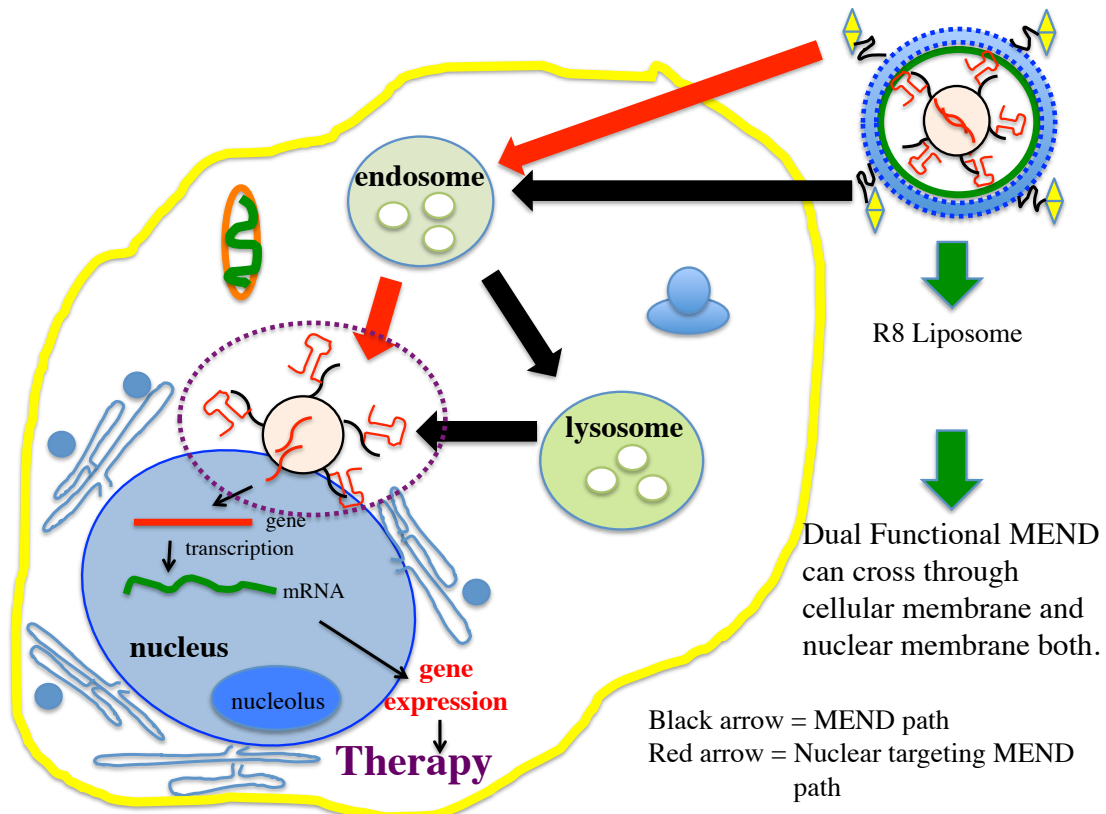 endosome
R8 Liposome
lysosome
gene
transcription
mRNA
nucleus
nucleolus
gene
expression
Therapy
Dual Functional MEND
can cross through
cellular membrane and
nuclear membrane both.
Black arrow = MEND path
Red arrow = Nuclear targeting MEND
path